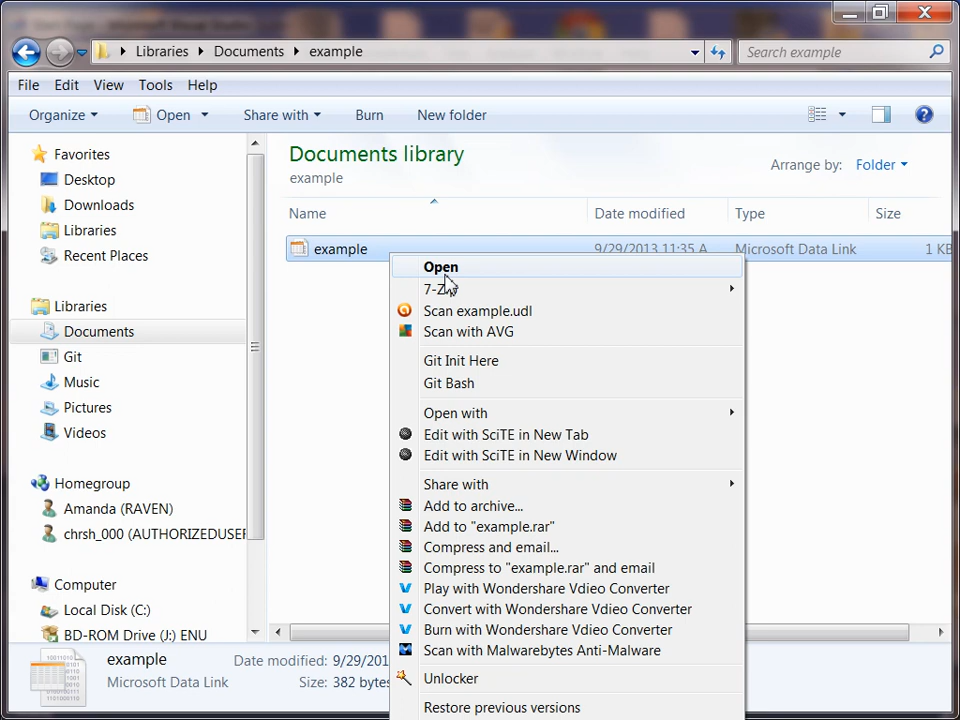 Libraries Documents example
Search example
File Edit View Tools Help
Organize Open Share with Burn New folder
Favorites
Desktop
Downloads
Libraries
Recent Places
Libraries
Documents
Git
Music
Pictures
Videos
Homegroup
Amanda (RAVEN)
chrsh_000 (AUTHORIZEDUSER
Computer
Local Disk (C:)
BD-ROM Drive (J:) ENU
Documents library
example
Arrange by: Folder
Name Date modified Type Size
example 9/29/2013 11:35 A... Microsoft Data Link 1 KB
Open
Scan example.udl
Scan with AVG
Git Init Here
Git Bash
Open with
Edit with SciTE in New Tab
Edit with SciTE in New Window
Share with
Add to archive...
Add to "example.rar"
Compress and email...
Compress to "example.rar" and email
Play with Wondershare Vdieo Converter
Convert with Wondershare Vdieo Converter
Burn with Wondershare Vdieo Converter
Scan with Malwarebytes Anti-Malware
Unlocker
Restore previous versions
example Date modified: 9/29/201
Microsoft Data Link Size: 382 bytes